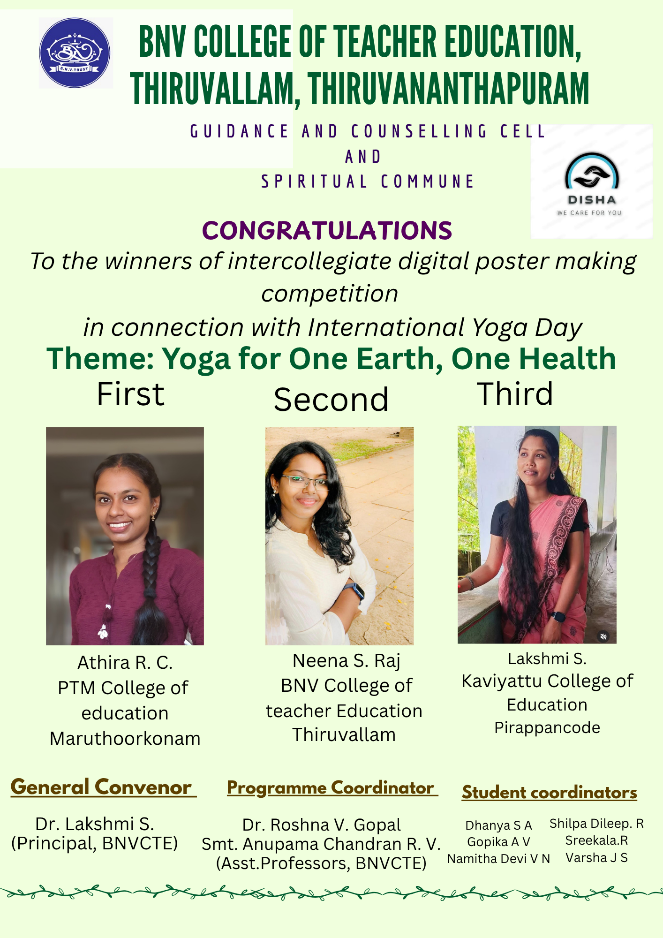 BNV COLLEGE OF TEACHER EDUCATION,
THIRUVALLAM, THIRUVANANTHAPURAM
GUIDANCE AND COUNSELLING CELL
AND
SPIRITUAL COMMUNE
DISHA
WE CARE FOR YOU
CONGRATULATIONS
To the winners of intercollegiate digital poster making
competition
in connection with International Yoga Day
Theme: Yoga for One Earth, One Health
First
Second
Third
Athira R. C.
PTM College of
education
Maruthoorkonam
Neena S. Raj
BNV College of
teacher Education
Thiruvallam
Lakshmi S.
Kaviyattu College of
Education
Pirappancode
General Convenor
Dr. Lakshmi S.
(Principal, BNVCTE)
Programme Coordinator
Dr. Roshna V. Gopal
Smt. Anupama Chandran R. V.
(Asst.Professors, BNVCTE)
Student coordinators
Dhanya S A
Gopika A V
Namitha Devi V N
Shilpa Dileep. R
Sreekala.R
Varsha J S